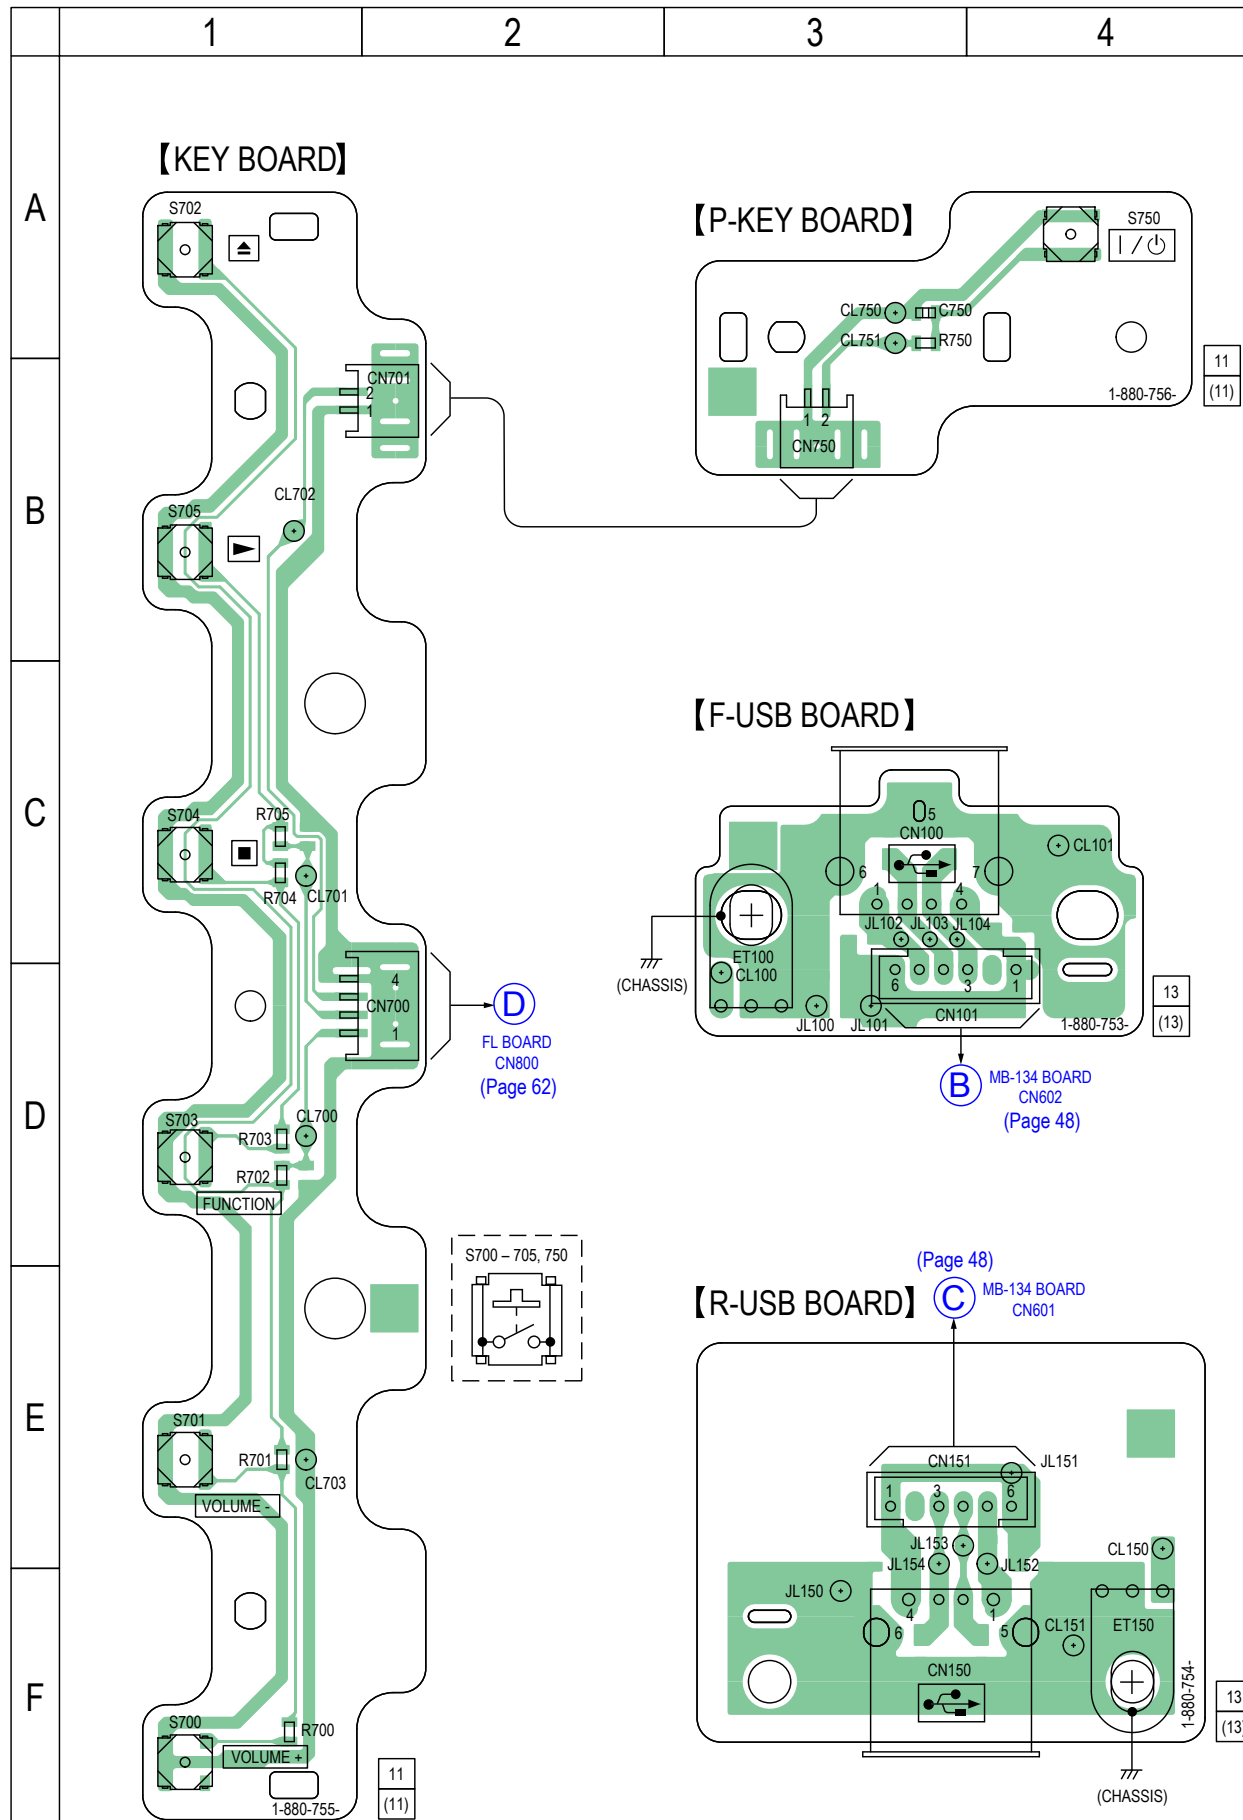 1 2 3 4
A
B
C
D
E
F
【KEY BOARD】
S702
CN701
2
1
CL702
S705
S704
R705
R704
CL701
4
CN700
1
D
FL BOARD
CN800
(Page 62)
S703
R703
CL700
R702
FUNCTION
S700 – 705, 750
S701
R701
CL703
VOLUME -
S700
R700
VOLUME +
1-880-755-
11
(11)
【P-KEY BOARD】
S750
I /
CL750
C750
CL751
R750
1 2
CN750
1-880-756-
11
(11)
【F-USB BOARD】
5
CN100
CL101
6 7
1 4
JL102 JL103 JL104
ET100
CL100
(CHASSIS)
6 3 1
JL100 JL101
CN101
1-880-753-
13
(13)
B
MB-134 BOARD
CN602
(Page 48)
(Page 48)
【R-USB BOARD】
C
MB-134 BOARD
CN601
CN151
JL151
1 3 6
JL153
JL154
JL152
CL150
JL150
4 1
6 5
CL151
ET150
CN150
1-880-754-
13
(13)
(CHASSIS)